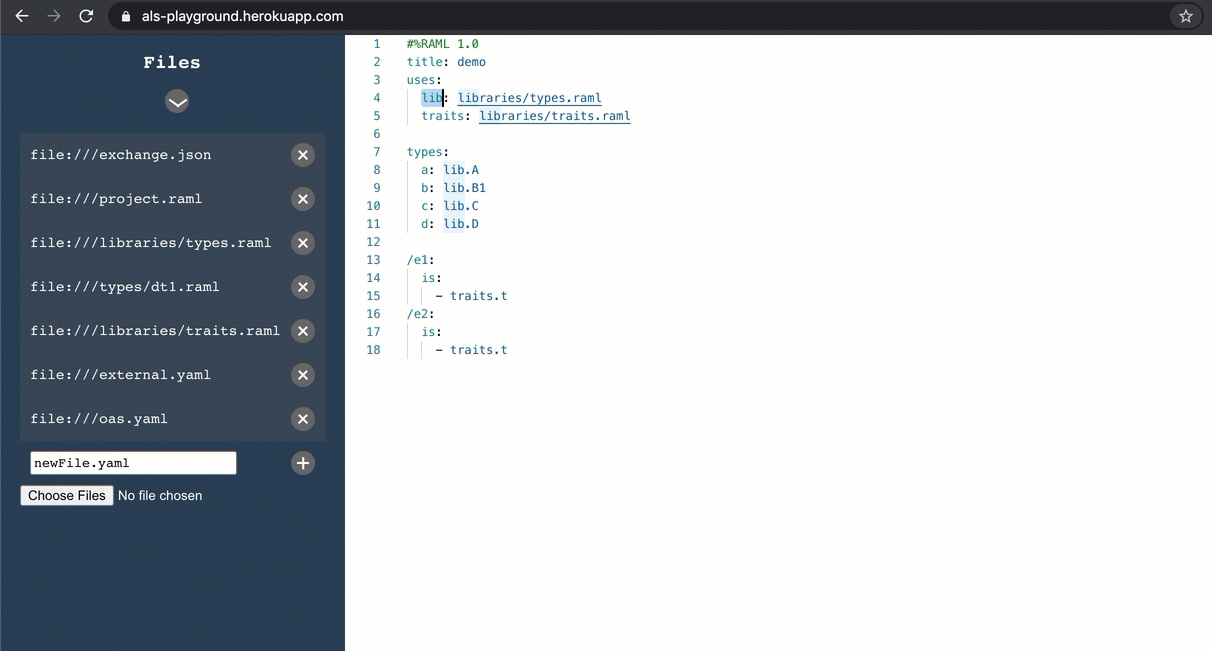 als-playground.herokuapp.com
Files
file:///exchange.json
file:///project.raml
file:///libraries/types.raml
file:///types/dt1.raml
file:///libraries/traits.raml
file:///external.yaml
file:///oas.yaml
newFile.yaml
Choose Files No file chosen
1 #%RAML 1.0
2 title: demo
3 uses:
4 lib: libraries/types.raml
5 traits: libraries/traits.raml
6
7 types:
8 a: lib.A
9 b: lib.B1
10 c: lib.C
11 d: lib.D
12
13 /e1:
14 is:
15 - traits.t
16 /e2:
17 is:
18 - traits.t